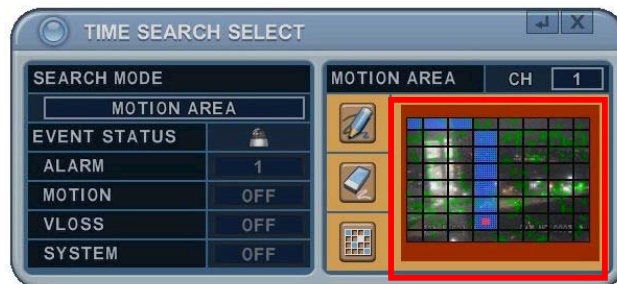 TIME SEARCH SELECT
X
SEARCH MODE
MOTION AREA
EVENT STATUS
ALARM 1
MOTION OFF
VLOSS OFF
SYSTEM OFF
MOTION AREA CH 1